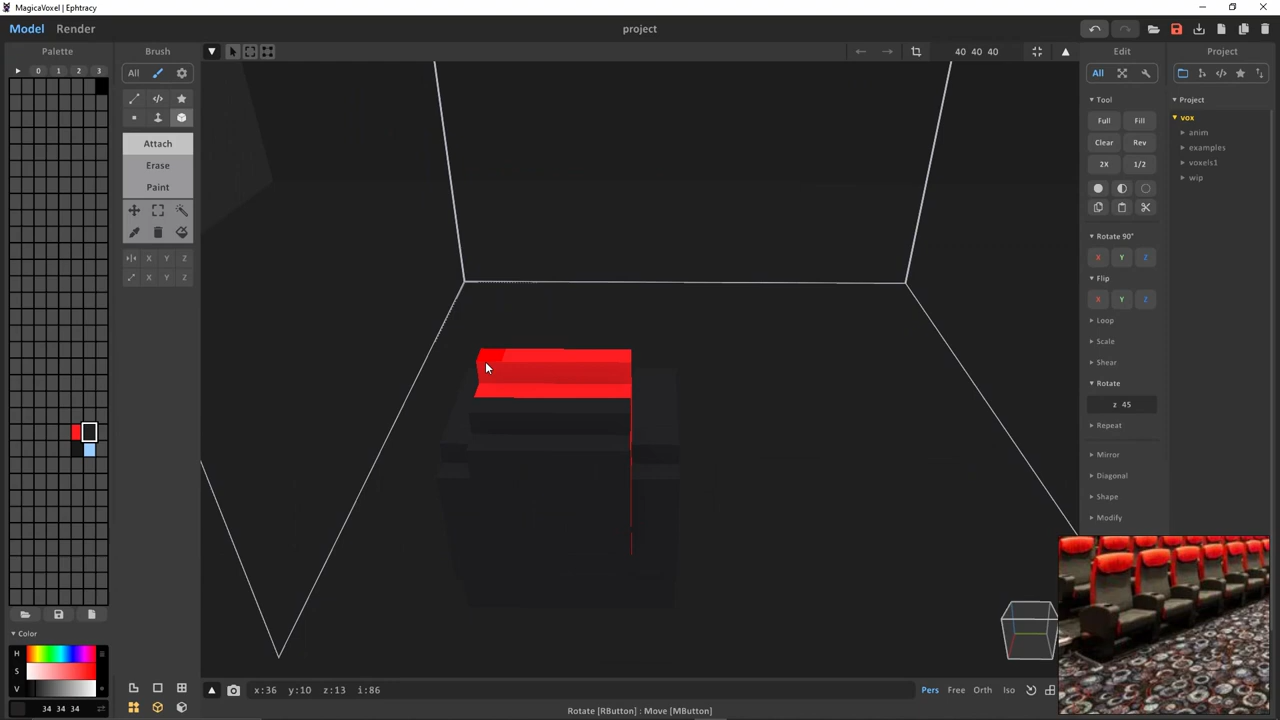 MagicaVoxel | Ephtracy
Model Render
project
Palette
Brush
40 40 40
Edit
Project
0 1 2 3
All
All
Tool
Project
Full Fill
vox
Clear Rev
anim
Attach
examples
Erase
2X 1/2
voxels1
Paint
wip
Rotate 90°
X Y Z
X Y Z
X Y Z
Flip
X Y Z
Loop
Scale
Shear
Rotate
z 45
Repeat
Mirror
Diagonal
Shape
Modify
Color
H
S
V
34 34 34
x:36 y:10 z:13 i:86
Pers Free Orth Iso
Rotate [RButton] : Move [MButton]